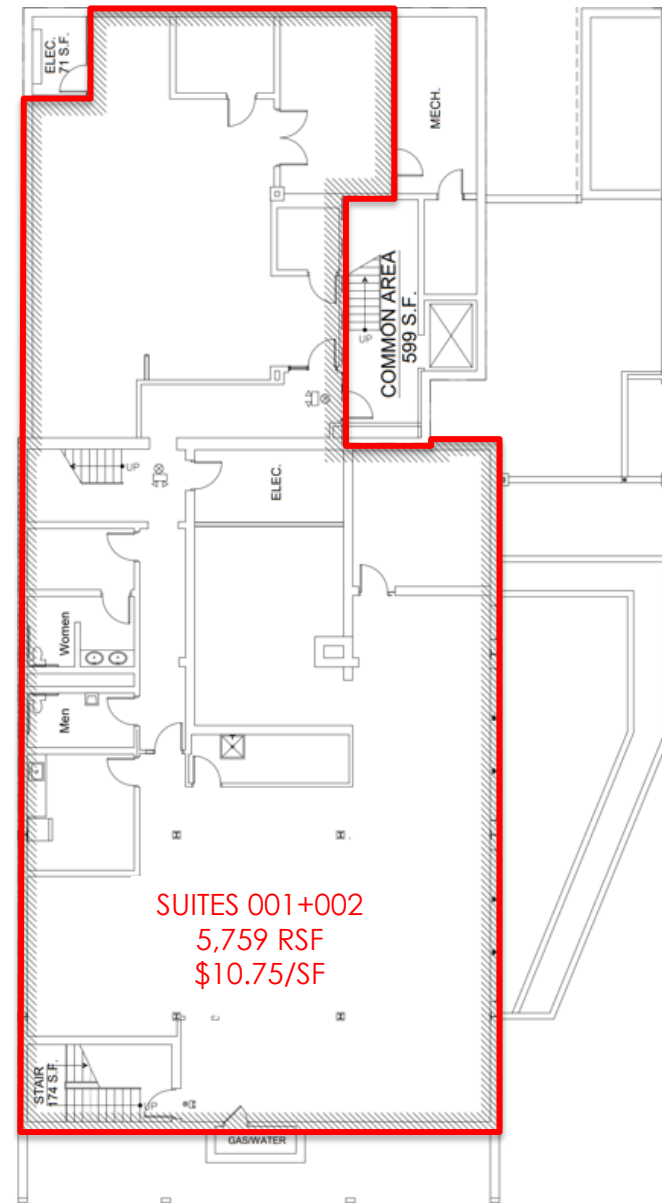 ELEC.
71 S.F.
MECH.
COMMON AREA
599 S.F.
UP
UP
ELEC.
Women
Men
SUITES 001+002
5,759 RSF
$10.75/SF
STAIR
174 S.F.
UP
GAS/WATER